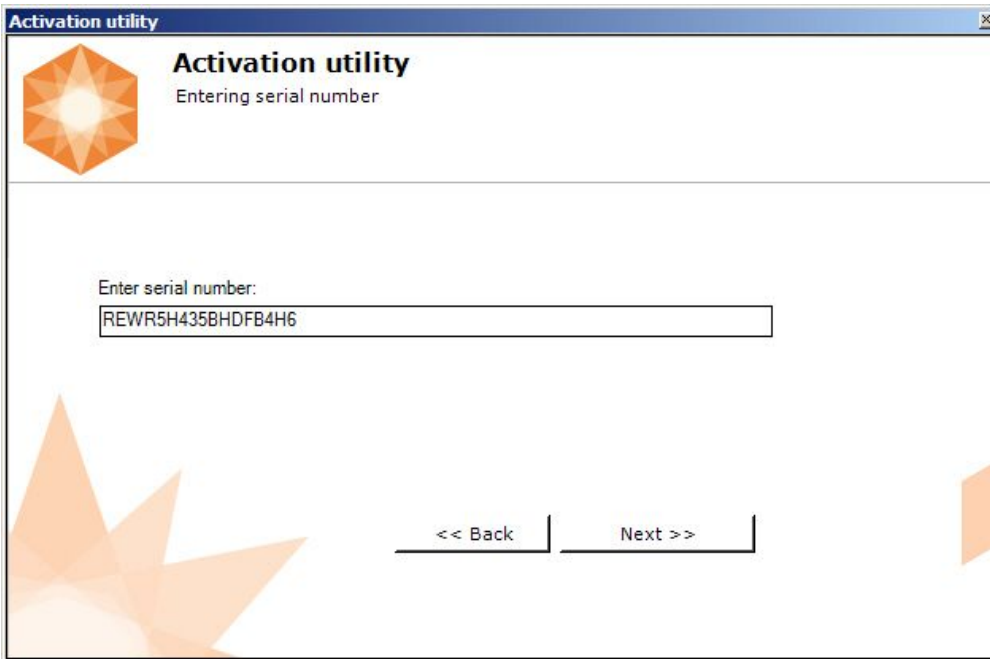 Activation utility
Activation utility
Entering serial number
Enter serial number:
REWR5H435BHDFB4H6
<< Back Next >>